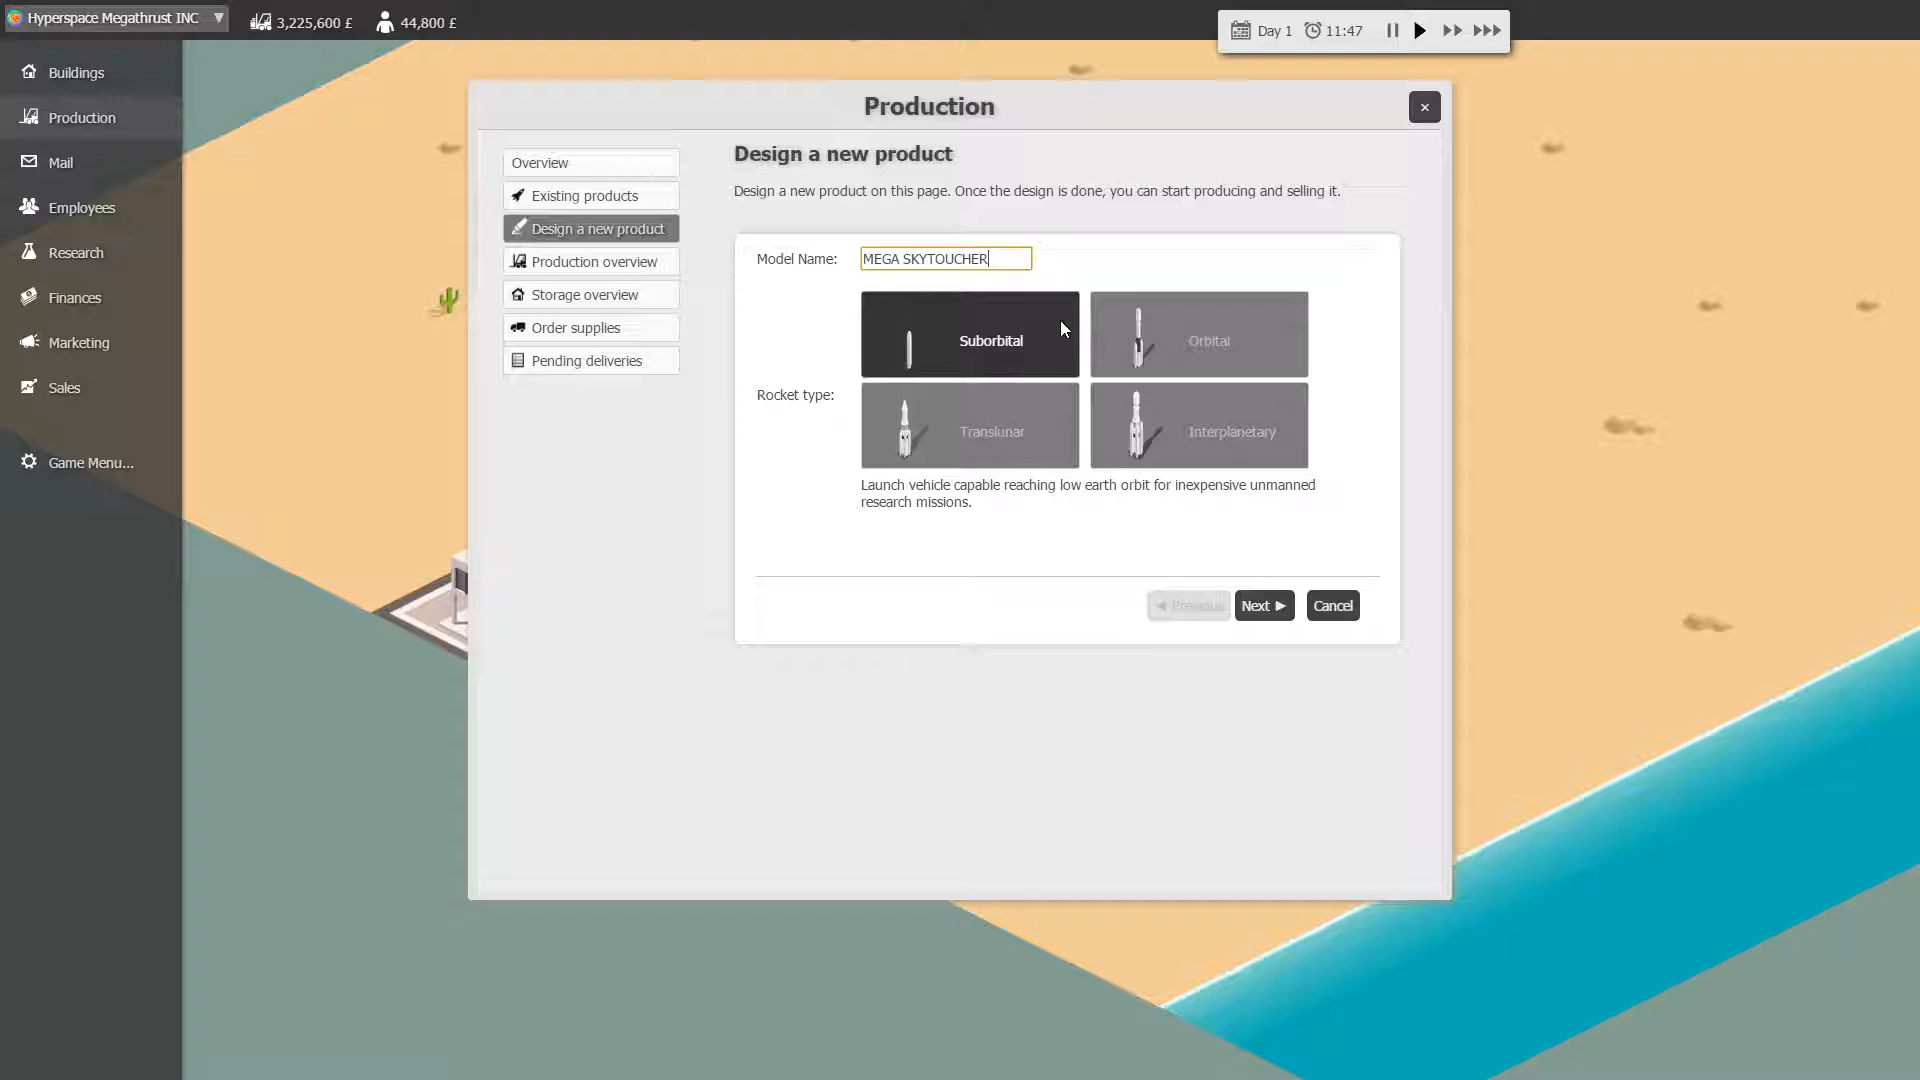 Hyperspace Megathrust INC
3,225,600 £
44,800 £
Day 1
11:47
Buildings
Production
Mail
Employees
Research
Finances
Marketing
Sales
Game Menu...
Production
Overview
Existing products
Design a new product
Production overview
Storage overview
Order supplies
Pending deliveries
Design a new product
Design a new product on this page. Once the design is done, you can start producing and selling it.
Model Name:
MEGA SKYTOUCHER
Rocket type:
Suborbital
Orbital
Translunar
Interplanetary
Launch vehicle capable reaching low earth orbit for inexpensive unmanned
research missions.
Previous
Next
Cancel